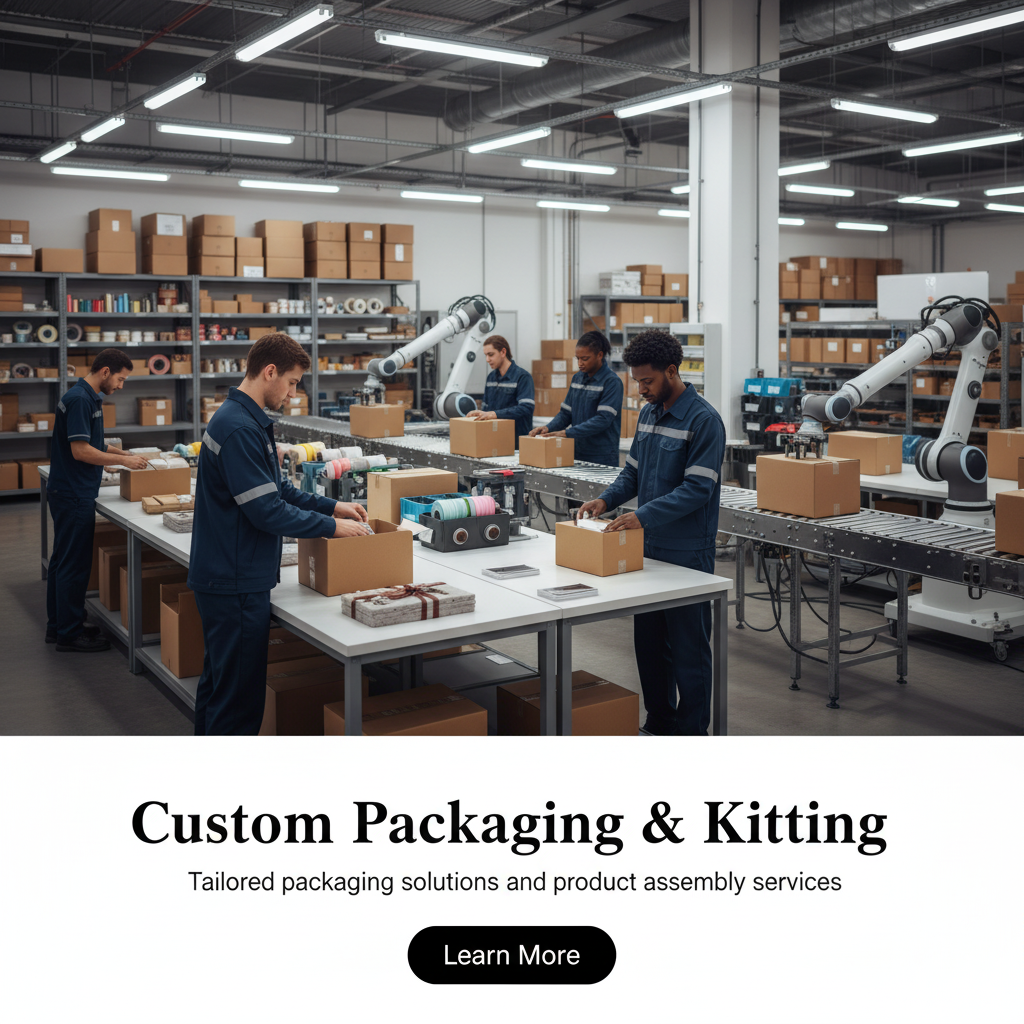 Custom Packaging & Kitting
Tailored packaging solutions and product assembly services
Learn More